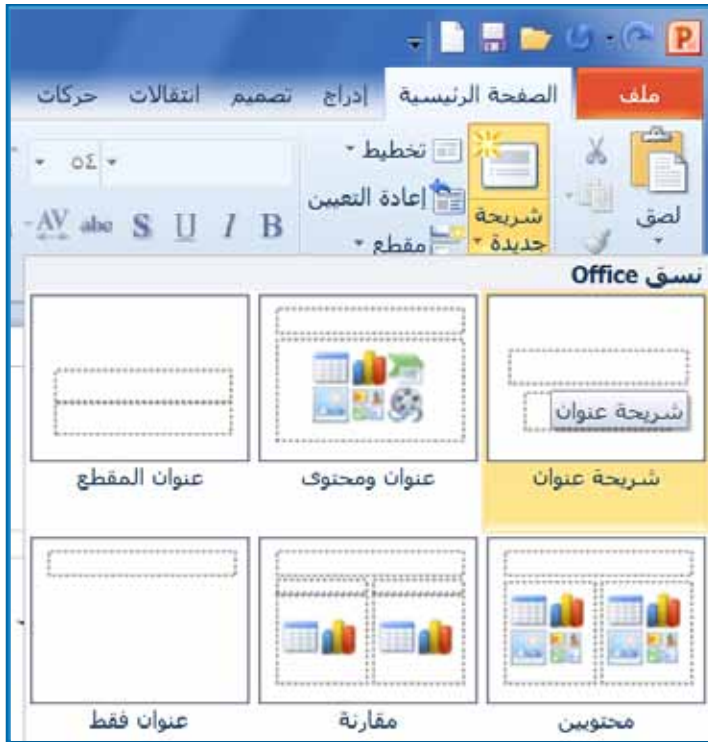 P
ملف الصفحة الرئيسية إدراج تصميم انتقالات حركات
لصق
شريحة جديدة
تخطيط
إعادة التعيين
مقطع
٥٤
B I U S abc AV
نسق Office
شريحة عنوان
شريحة عنوان عنوان ومحتوى عنوان المقطع
محتويين مقارنة عنوان فقط